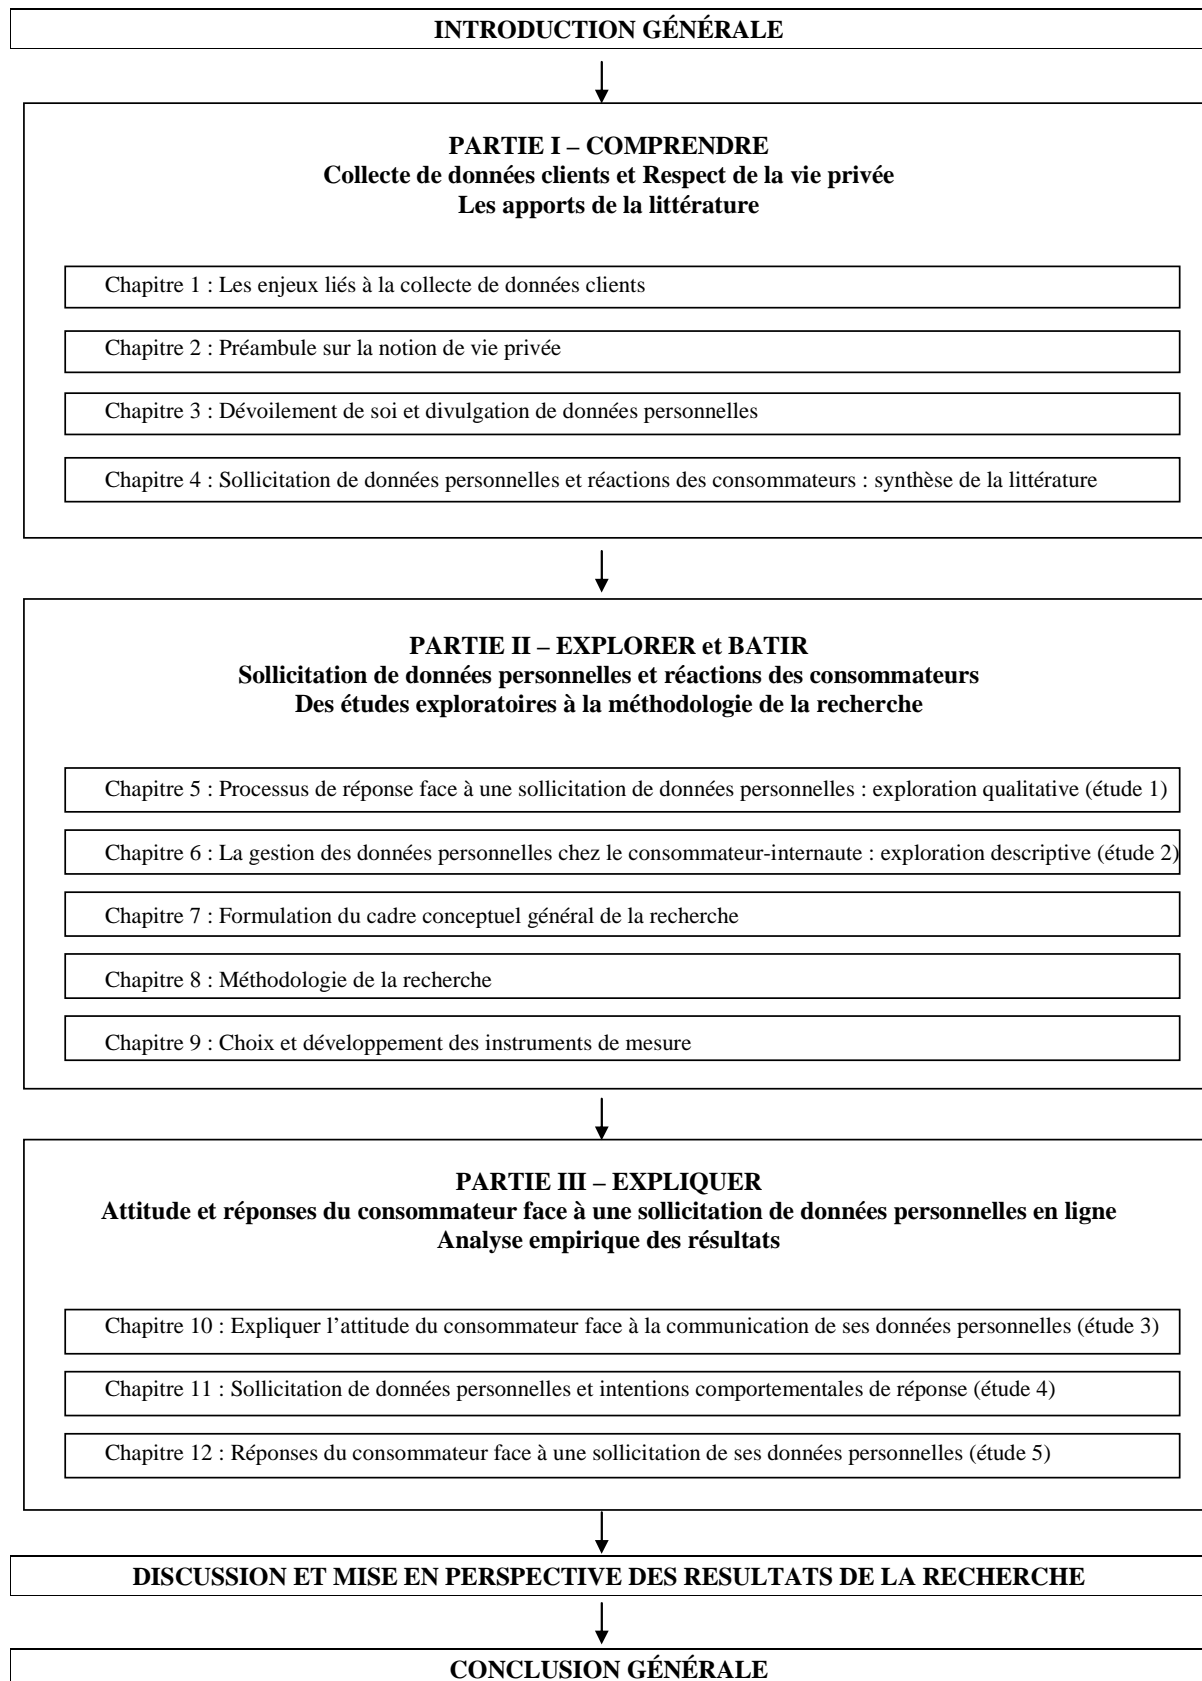 INTRODUCTION GÉNÉRALE
PARTIE I – COMPRENDRE
Collecte de données clients et Respect de la vie privée
Les apports de la littérature
Chapitre 1 : Les enjeux liés à la collecte de données clients
Chapitre 2 : Préambule sur la notion de vie privée
Chapitre 3 : Dévoilement de soi et divulgation de données personnelles
Chapitre 4 : Sollicitation de données personnelles et réactions des consommateurs : synthèse de la littérature
PARTIE II – EXPLORER et BATIR
Sollicitation de données personnelles et réactions des consommateurs
Des études exploratoires à la méthodologie de la recherche
Chapitre 5 : Processus de réponse face à une sollicitation de données personnelles : exploration qualitative (étude 1)
Chapitre 6 : La gestion des données personnelles chez le consommateur-internaute : exploration descriptive (étude 2)
Chapitre 7 : Formulation du cadre conceptuel général de la recherche
Chapitre 8 : Méthodologie de la recherche
Chapitre 9 : Choix et développement des instruments de mesure
PARTIE III – EXPLIQUER
Attitude et réponses du consommateur face à une sollicitation de données personnelles en ligne
Analyse empirique des résultats
Chapitre 10 : Expliquer l’attitude du consommateur face à la communication de ses données personnelles (étude 3)
Chapitre 11 : Sollicitation de données personnelles et intentions comportementales de réponse (étude 4)
Chapitre 12 : Réponses du consommateur face à une sollicitation de ses données personnelles (étude 5)
DISCUSSION ET MISE EN PERSPECTIVE DES RESULTATS DE LA RECHERCHE
CONCLUSION GÉNÉRALE